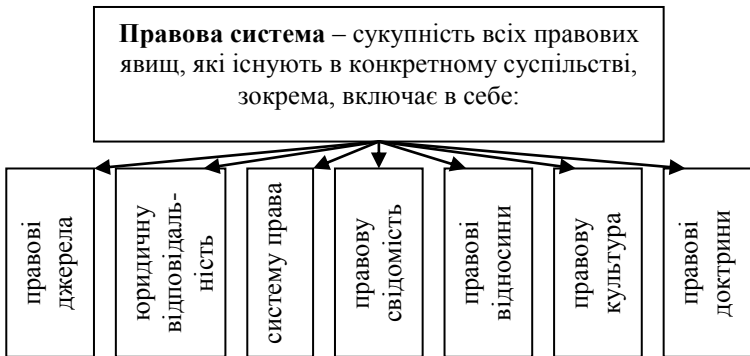 Правова система – сукупність всіх правових
явищ, які існують в конкретному суспільстві,
зокрема, включає в себе:
правові
джерела
юридичну
відповідаль-
ність
систему права
правову
свідомість
правові
відносини
правову
культура
правові
доктрини